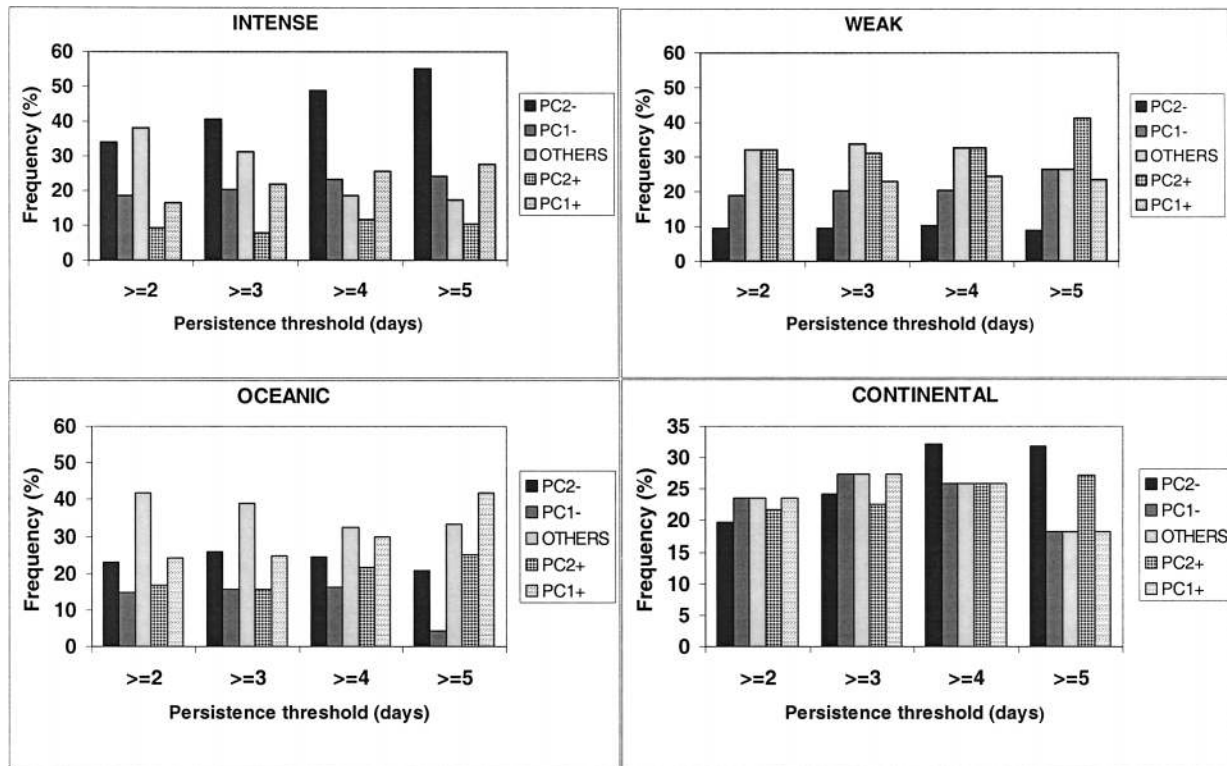 INTENSE
60
50
40
30
20
10
0
Frequency (%)
>=2 >=3 >=4 >=5
Persistence threshold (days)
PC2-
PC1-
OTHERS
PC2+
PC1+
WEAK
60
50
40
30
20
10
0
Frequency (%)
>=2 >=3 >=4 >=5
Persistence threshold (days)
PC2-
PC1-
OTHERS
PC2+
PC1+
OCEANIC
60
50
40
30
20
10
0
Frequency (%)
>=2 >=3 >=4 >=5
Persistence threshold (days)
PC2-
PC1-
OTHERS
PC2+
PC1+
CONTINENTAL
35
30
25
20
15
10
5
0
Frequency (%)
>=2 >=3 >=4 >=5
Persistence threshold (days)
PC2-
PC1-
OTHERS
PC2+
PC1+